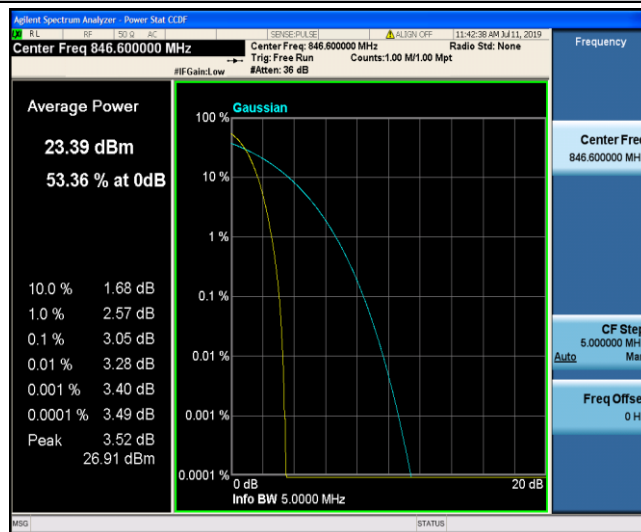 Agilent Spectrum Analyzer - Power Stat CCDF
RL RF 50 Ω AC SENSE:PULSE ALIGN OFF 11:42:38 AM Jul 11, 2019
Center Freq 846.600000 MHz
Center Freq: 846.600000 MHz Radio Std: None
Trig: Free Run Counts:1.00 M/1.00 Mpt
#IFGain:Low #Atten: 36 dB
Frequency
Average Power
23.39 dBm
53.36 % at 0dB
10.0 % 1.68 dB
1.0 % 2.57 dB
0.1 % 3.05 dB
0.01 % 3.28 dB
0.001 % 3.40 dB
0.0001 % 3.49 dB
Peak 3.52 dB
26.91 dBm
Gaussian
100 %
10 %
1 %
0.1 %
0.01 %
0.001 %
0.0001 %
0 dB 20 dB
Info BW 5.0000 MHz
Center Fre
846.600000 MH
CF Step
5.000000 MH
Auto Ma
Freq Offse
0 H
MSG STATUS